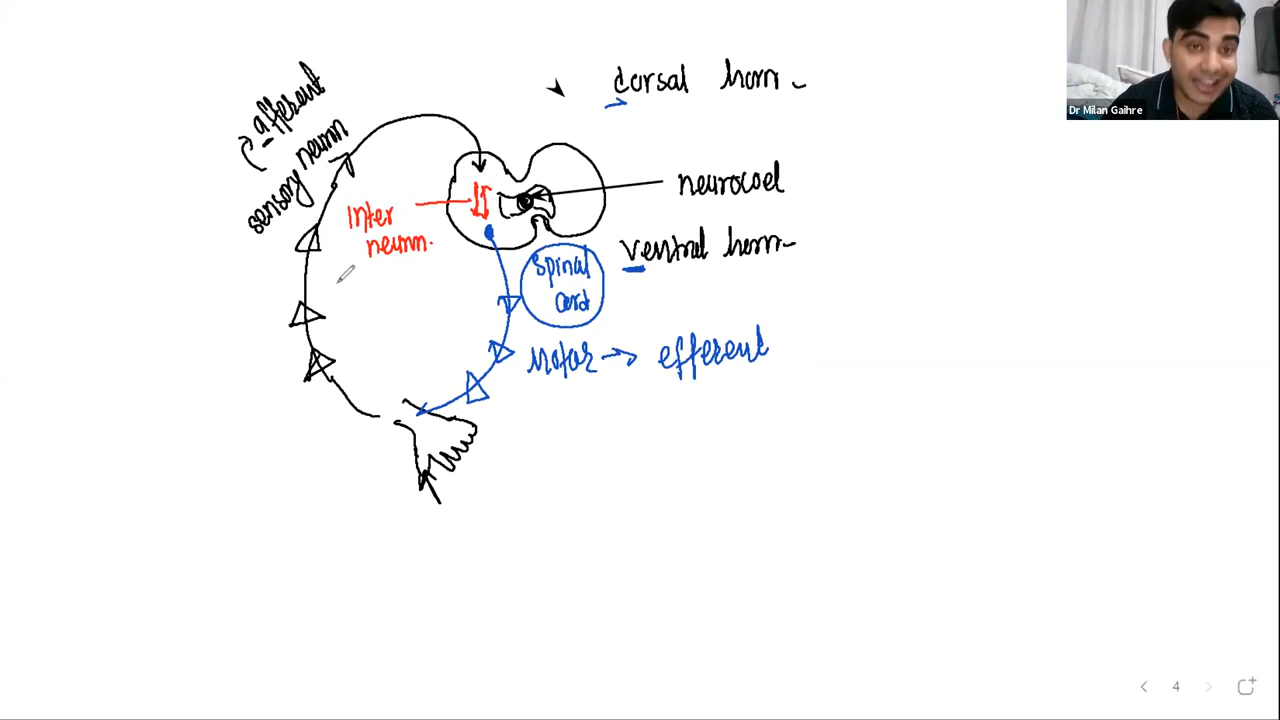 Dr Milan Gaihre
dorsal horn
afferent
sensory neuron
neurocoel
Inter
neuron.
ventral horn
spinal
cord
Motor → efferent
4